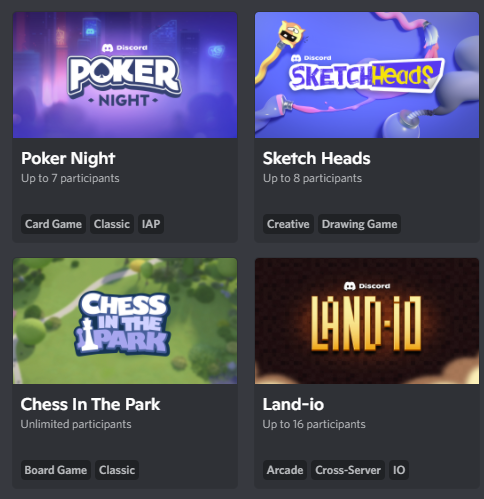 Discord
POKER
NIGHT
Poker Night
Up to 7 participants
Card Game Classic IAP
Discord
SKETCHHeads
Sketch Heads
Up to 8 participants
Creative Drawing Game
CHESS
IN THE
PARK
Chess In The Park
Unlimited participants
Board Game Classic
Discord
LAND-IO
Land-io
Up to 16 participants
Arcade Cross-Server IO